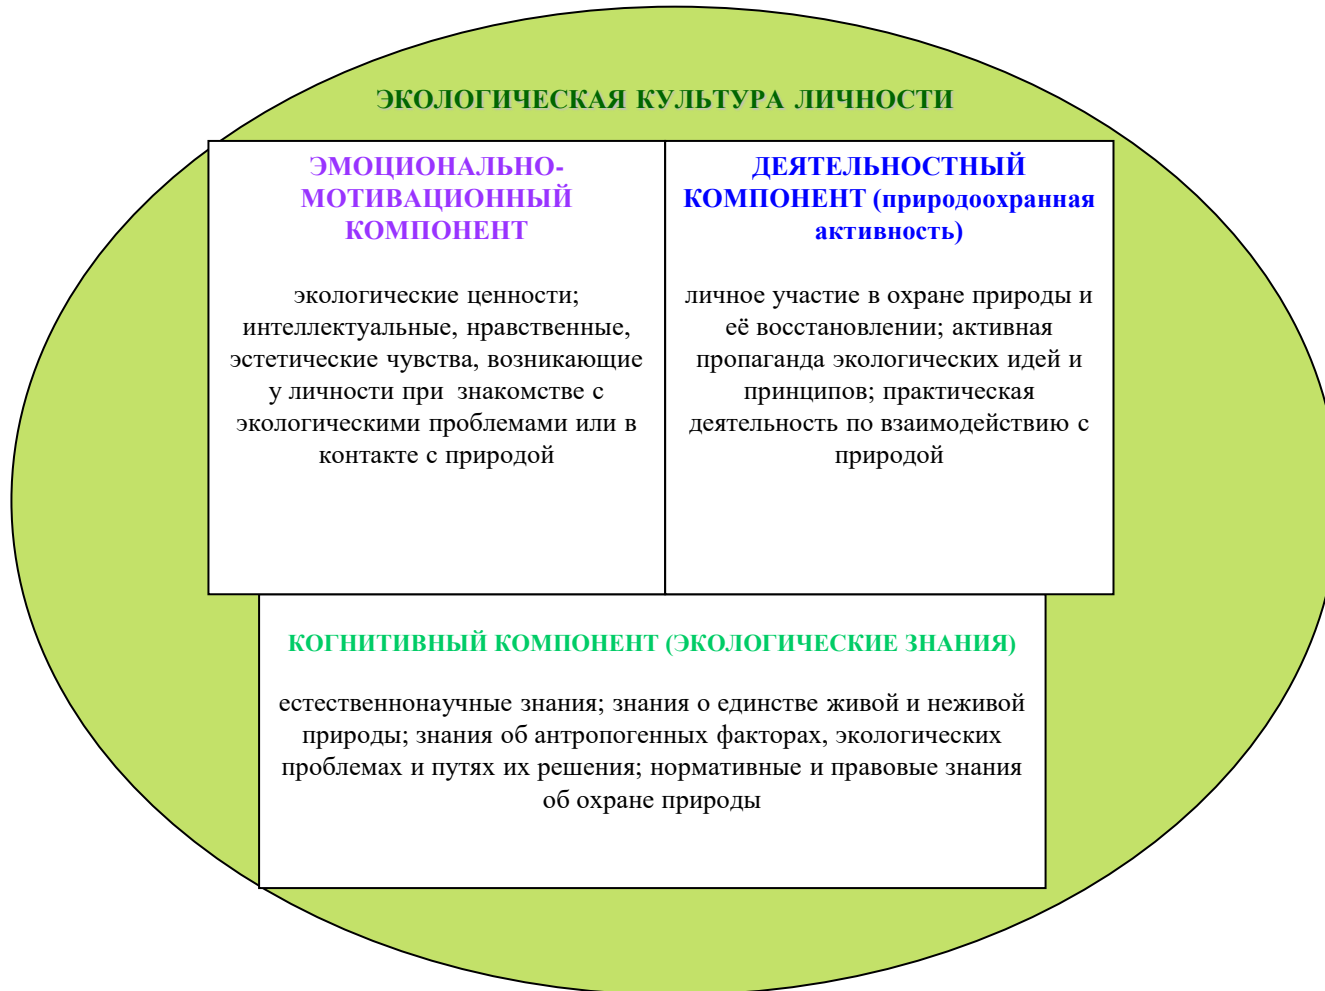 ЭКОЛОГИЧЕСКАЯ КУЛЬТУРА ЛИЧНОСТИ
ЭМОЦИОНАЛЬНО-
МОТИВАЦИОННЫЙ
КОМПОНЕНТ
экологические ценности;
интеллектуальные, нравственные,
эстетические чувства, возникающие
у личности при знакомстве с
экологическими проблемами или в
контакте с природой
ДЕЯТЕЛЬНОСТНЫЙ
КОМПОНЕНТ (природоохранная
активность)
личное участие в охране природы и
её восстановлении; активная
пропаганда экологических идей и
принципов; практическая
деятельность по взаимодействию с
природой
КОГНИТИВНЫЙ КОМПОНЕНТ (ЭКОЛОГИЧЕСКИЕ ЗНАНИЯ)
естественнонаучные знания; знания о единстве живой и неживой
природы; знания об антропогенных факторах, экологических
проблемах и путях их решения; нормативные и правовые знания
об охране природы